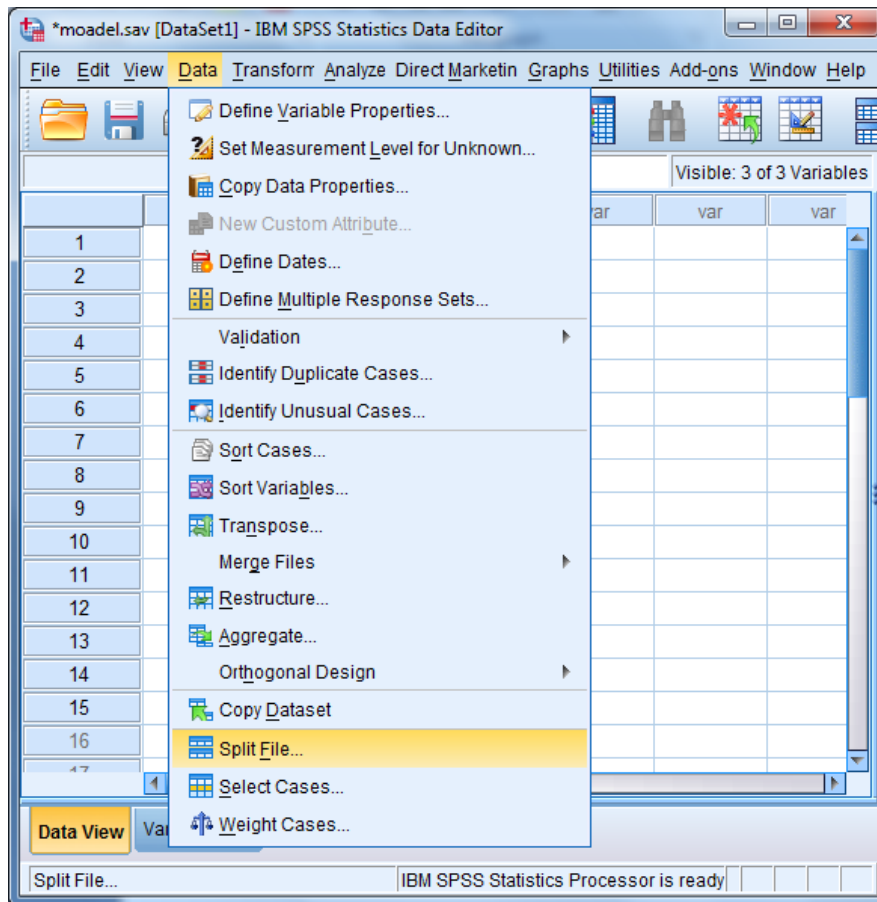 *moadel.sav [DataSet1] - IBM SPSS Statistics Data Editor
File Edit View Data Transform Analyze Direct Marketin Graphs Utilities Add-ons Window Help
Define Variable Properties...
Set Measurement Level for Unknown...
Visible: 3 of 3 Variables
Copy Data Properties...
New Custom Attribute...
var var var
Define Dates...
Define Multiple Response Sets...
Validation
Identify Duplicate Cases...
Identify Unusual Cases...
Sort Cases...
Sort Variables...
Transpose...
Merge Files
Restructure...
Aggregate...
Orthogonal Design
Copy Dataset
Split File...
Select Cases...
Weight Cases...
1
2
3
4
5
6
7
8
9
10
11
12
13
14
15
16
17
Data View
Split File...
IBM SPSS Statistics Processor is ready